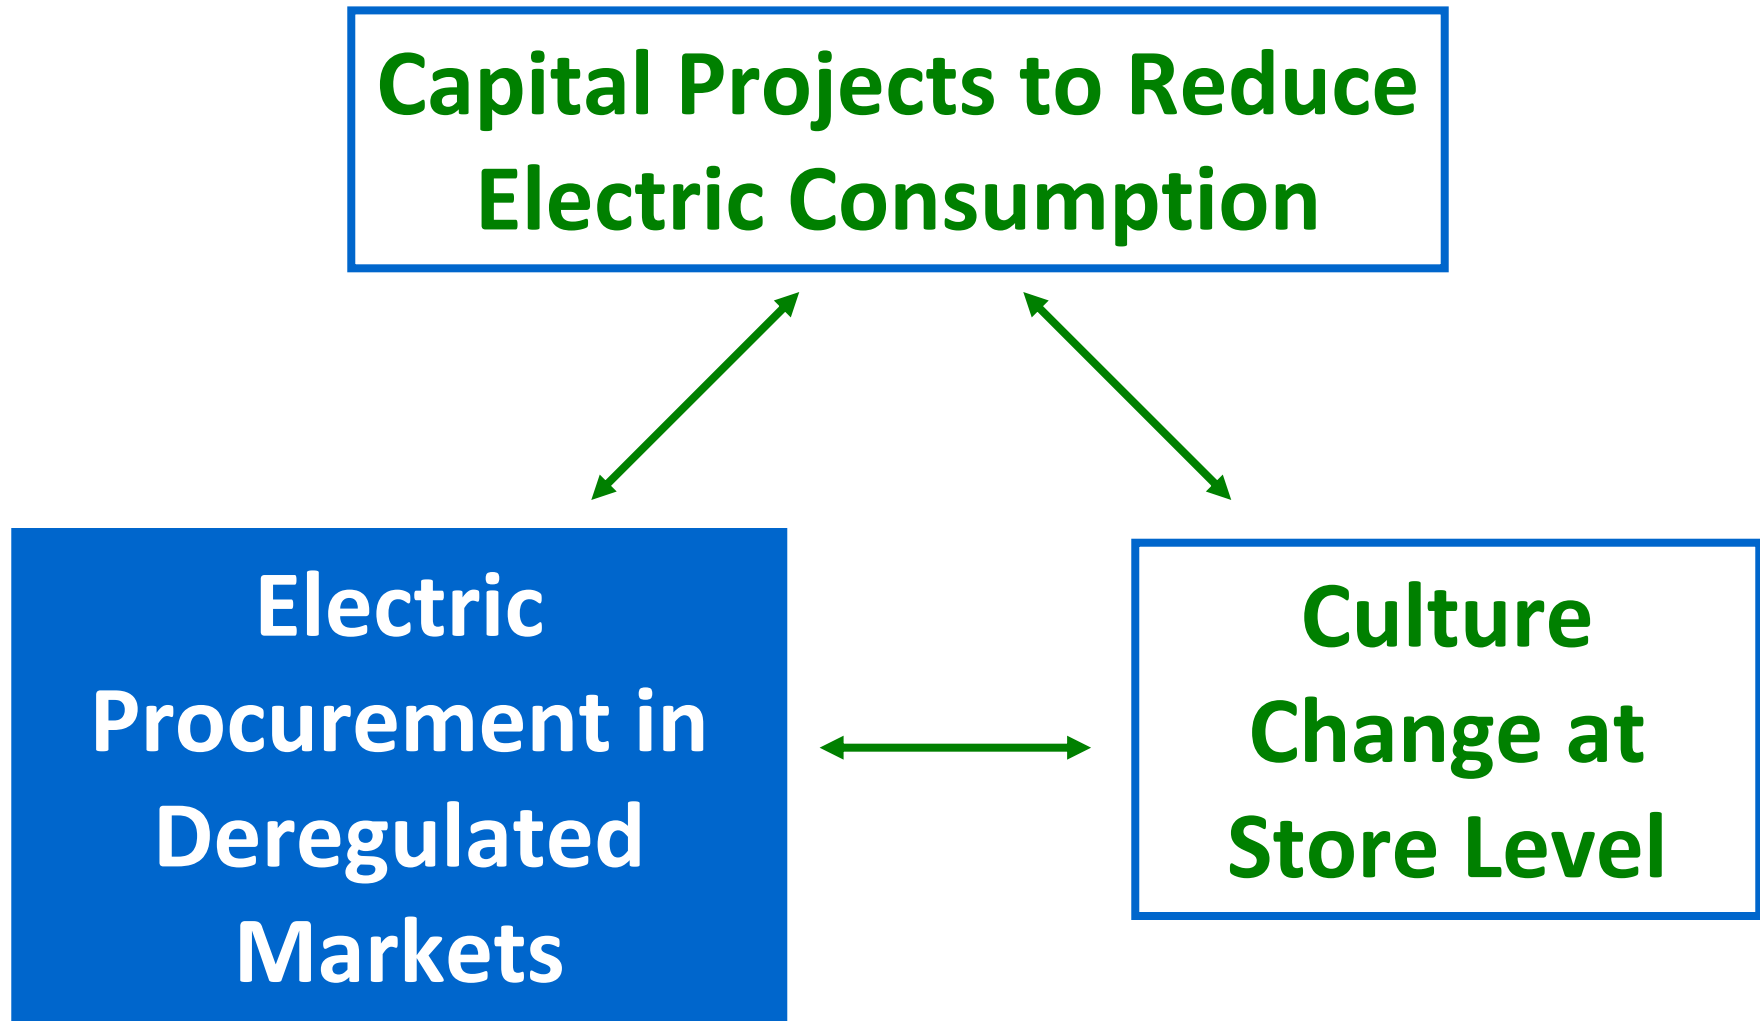 Capital Projects to Reduce
Electric Consumption
Electric
Procurement in
Deregulated
Markets
Culture
Change at
Store Level